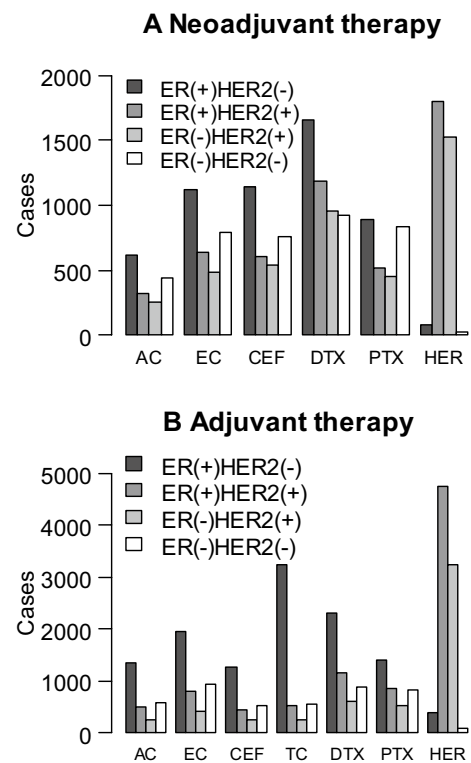 A Neoadjuvant therapy
2000
1500
1000
500
0
Cases
ER(+)HER2(-)
ER(+)HER2(+)
ER(-)HER2(+)
ER(-)HER2(-)
AC EC CEF DTX PTX HER
B Adjuvant therapy
5000
4000
3000
2000
1000
0
Cases
ER(+)HER2(-)
ER(+)HER2(+)
ER(-)HER2(+)
ER(-)HER2(-)
AC EC CEF TC DTX PTX HER